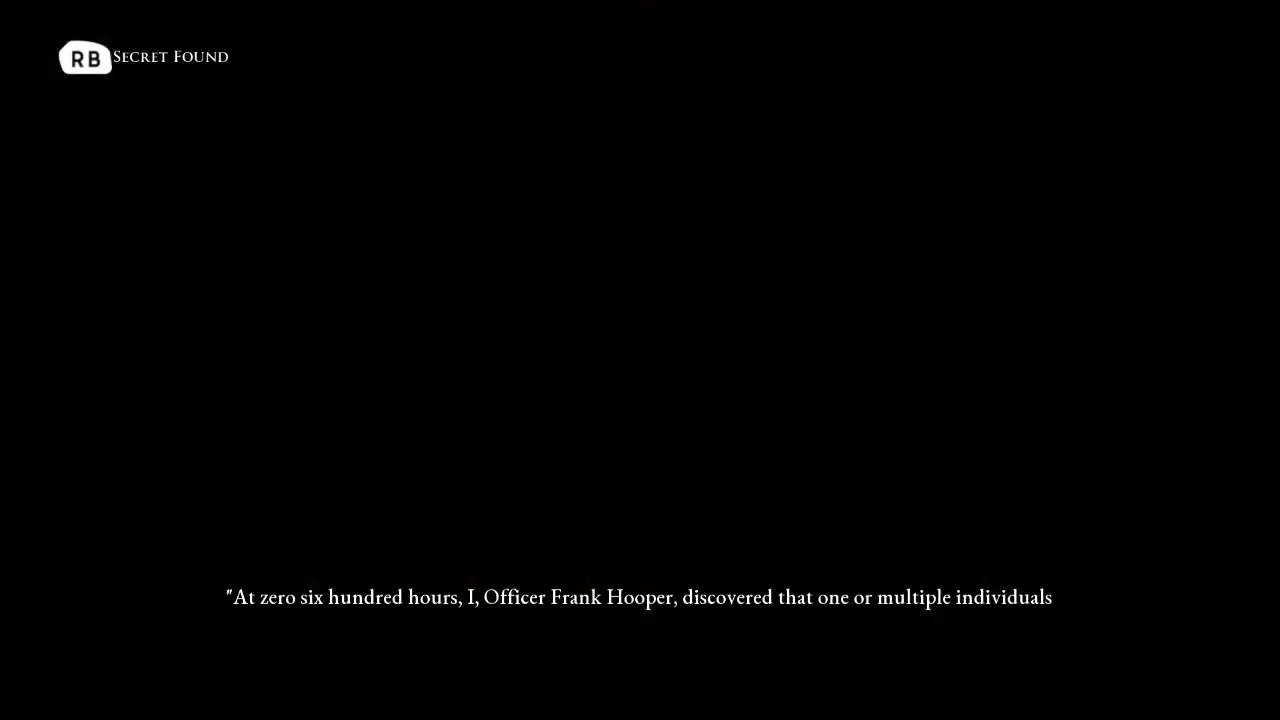 RB Secret Found
"At zero six hundred hours, I, Officer Frank Hooper, discovered that one or multiple individuals